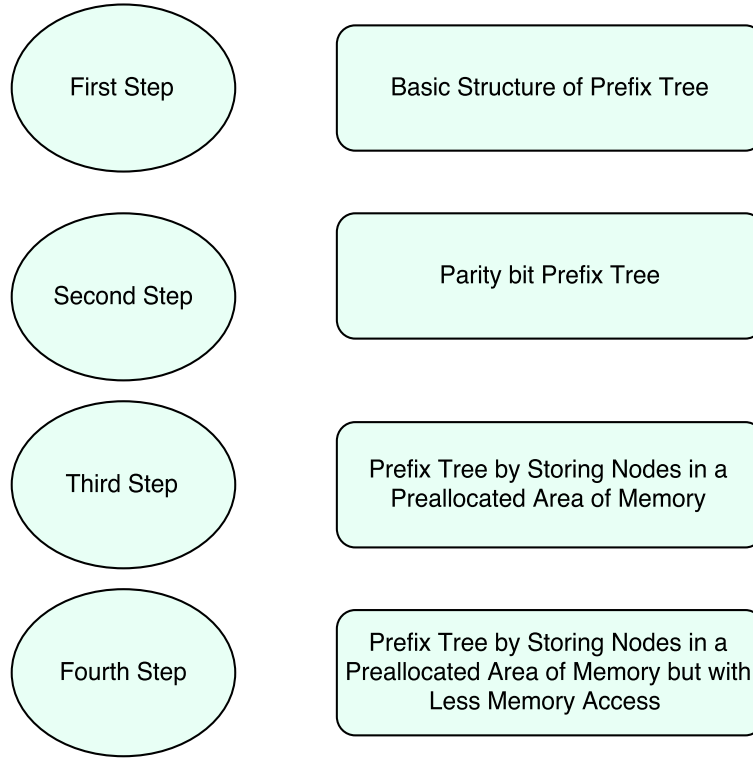 First Step
Basic Structure of Prefix Tree
Second Step
Parity bit Prefix Tree
Third Step
Prefix Tree by Storing Nodes in a
Preallocated Area of Memory
Fourth Step
Prefix Tree by Storing Nodes in a
Preallocated Area of Memory but with
Less Memory Access